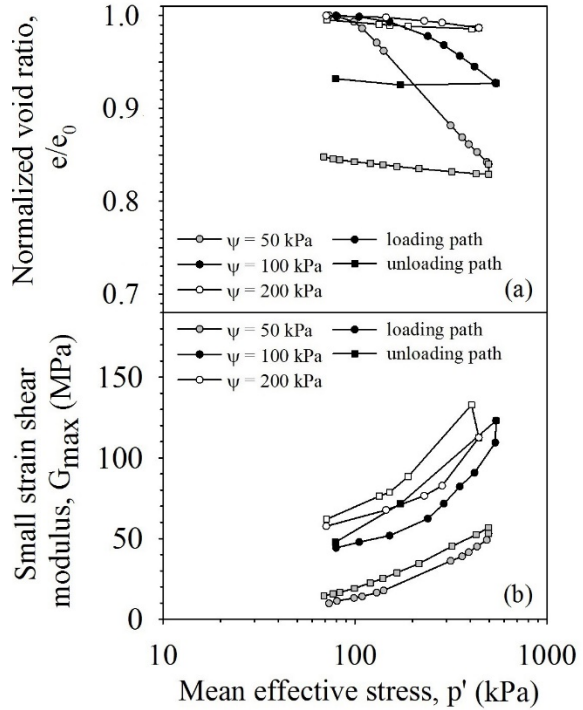 Normalized void ratio,
e/e0
1.0
0.9
0.8
0.7
ψ = 50 kPa
loading path
ψ = 100 kPa
unloading path
ψ = 200 kPa
(a)
Small strain shear
modulus, Gmax (MPa)
ψ = 50 kPa
loading path
ψ = 100 kPa
unloading path
ψ = 200 kPa
150
100
50
0
(b)
10
100
1000
Mean effective stress, p' (kPa)